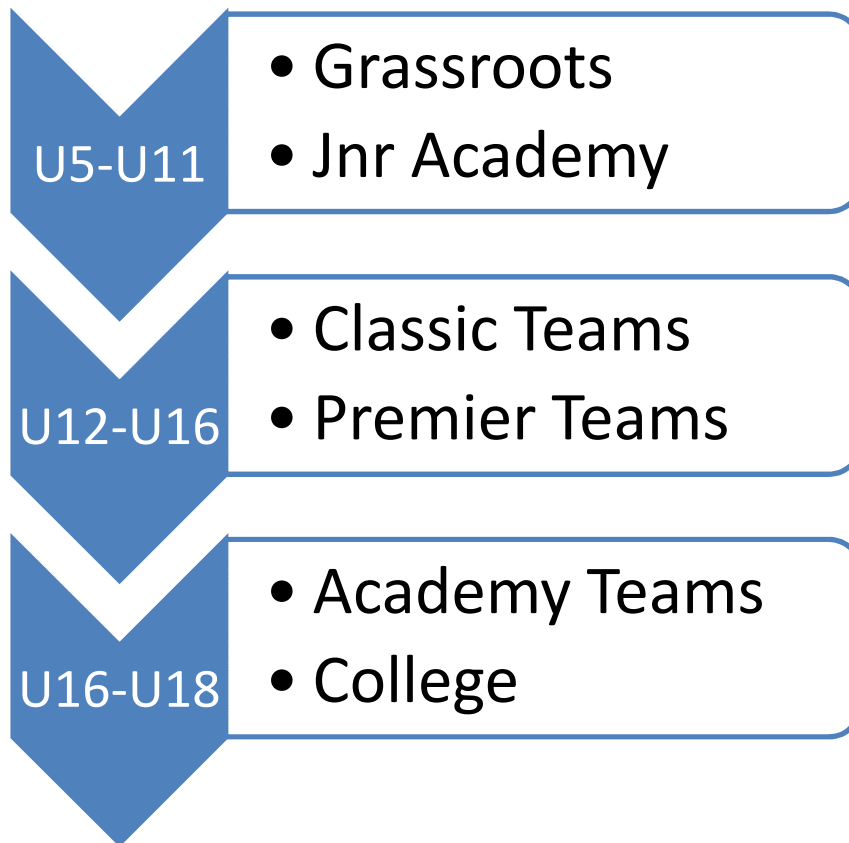 U5-U11
• Grassroots
• Jnr Academy
U12-U16
• Classic Teams
• Premier Teams
U16-U18
• Academy Teams
• College